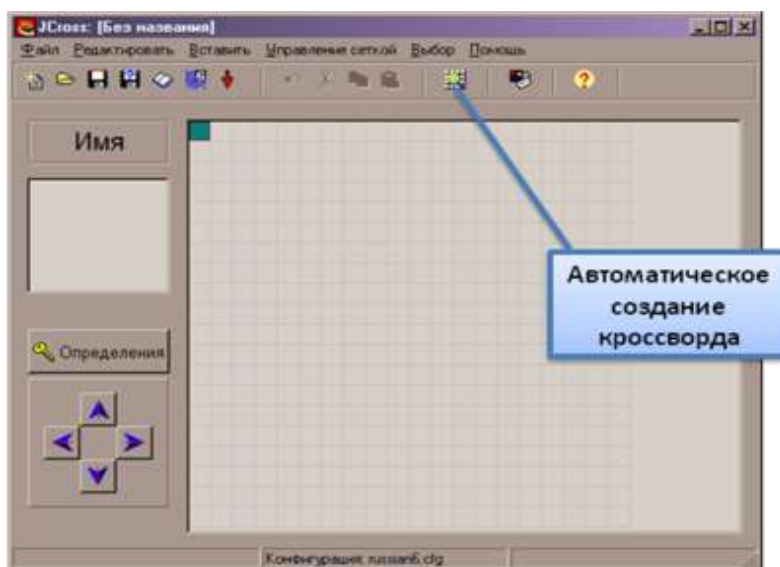 JCross: [Без названия]
Файл Редактировать Вставить Управление сеткой Выбор Помощь
Имя
Автоматическое
создание
кроссворда
Определения
Конфигурация: russian6.cfg